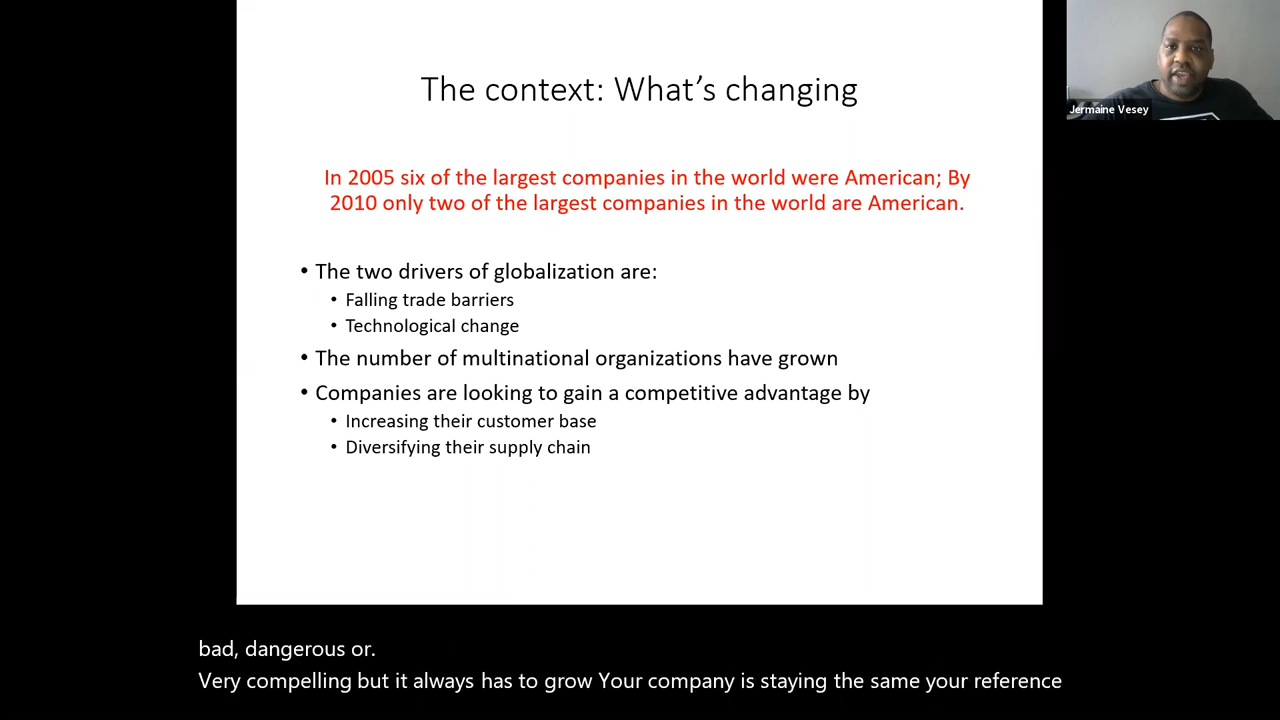 The context: What’s changing
Jermaine Vesey
In 2005 six of the largest companies in the world were American; By
2010 only two of the largest companies in the world are American.
• The two drivers of globalization are:
• Falling trade barriers
• Technological change
• The number of multinational organizations have grown
• Companies are looking to gain a competitive advantage by
• Increasing their customer base
• Diversifying their supply chain
bad, dangerous or.
Very compelling but it always has to grow Your company is staying the same your reference